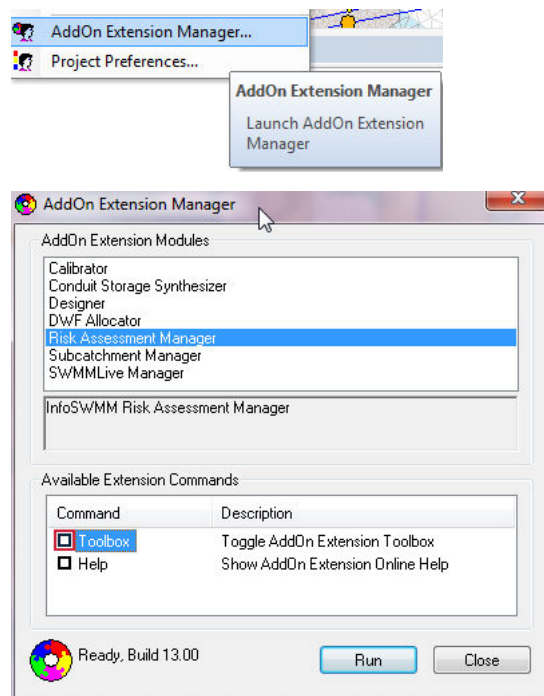 AddOn Extension Manager...
Project Preferences...
AddOn Extension Manager
Launch AddOn Extension
Manager
AddOn Extension Manager
AddOn Extension Modules
Calibrator
Conduit Storage Synthesizer
Designer
DWF Allocator
Risk Assessment Manager
Subcatchment Manager
SWMMLive Manager
InfoSWMM Risk Assessment Manager
Available Extension Commands
Command Description
Toolbox Toggle AddOn Extension Toolbox
Help Show AddOn Extension Online Help
Ready, Build 13.00 Run Close